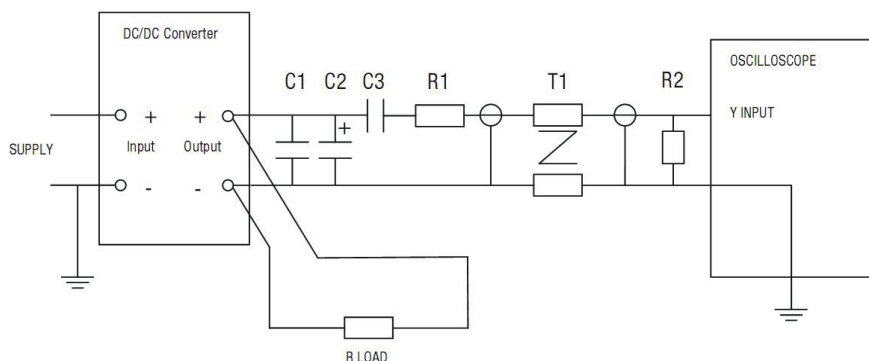 DC/DC Converter
C1
C2
C3
R1
T1
R2
OSCILLOSCOPE
+
+
+
Y INPUT
SUPPLY
Input
Output
-
-
R LOAD